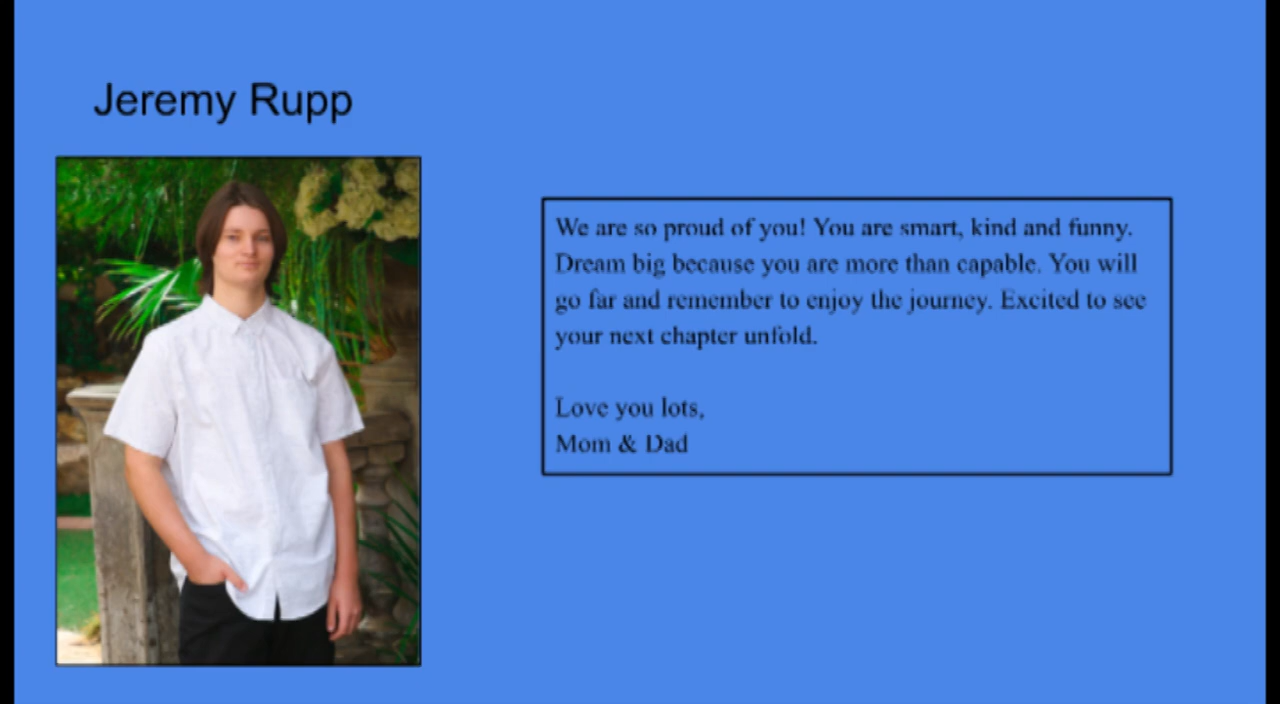 Jeremy Rupp
We are so proud of you! You are smart, kind and funny.
Dream big because you are more than capable. You will
go far and remember to enjoy the journey. Excited to see
your next chapter unfold.
Love you lots,
Mom & Dad